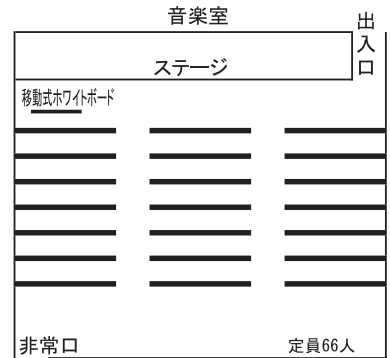 音楽室
出入口
ステージ
移動式ホワイトボード
非常口
定員66人